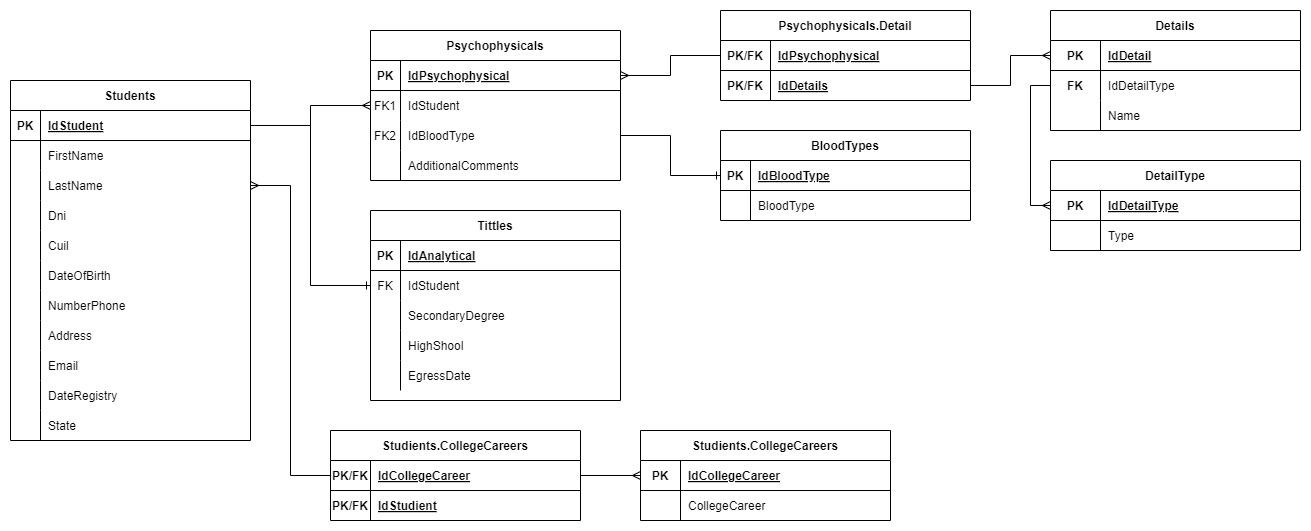 Students
PK IdStudent
FirstName
LastName
Dni
Cuil
DateOfBirth
NumberPhone
Address
Email
DateRegistry
State
Psychophysicals
PK IdPsychophysical
FK1 IdStudent
FK2 IdBloodType
AdditionalComments
Tittles
PK IdAnalytical
FK IdStudent
SecondaryDegree
HighShool
EgressDate
Psychophysicals.Detail
PK/FK IdPsychophysical
PK/FK IdDetails
BloodTypes
PK IdBloodType
BloodType
Details
PK IdDetail
FK IdDetailType
Name
DetailType
PK IdDetailType
Type
Studients.CollegeCareers
PK/FK IdCollegeCareer
PK/FK IdStudient
Studients.CollegeCareers
PK IdCollegeCareer
CollegeCareer